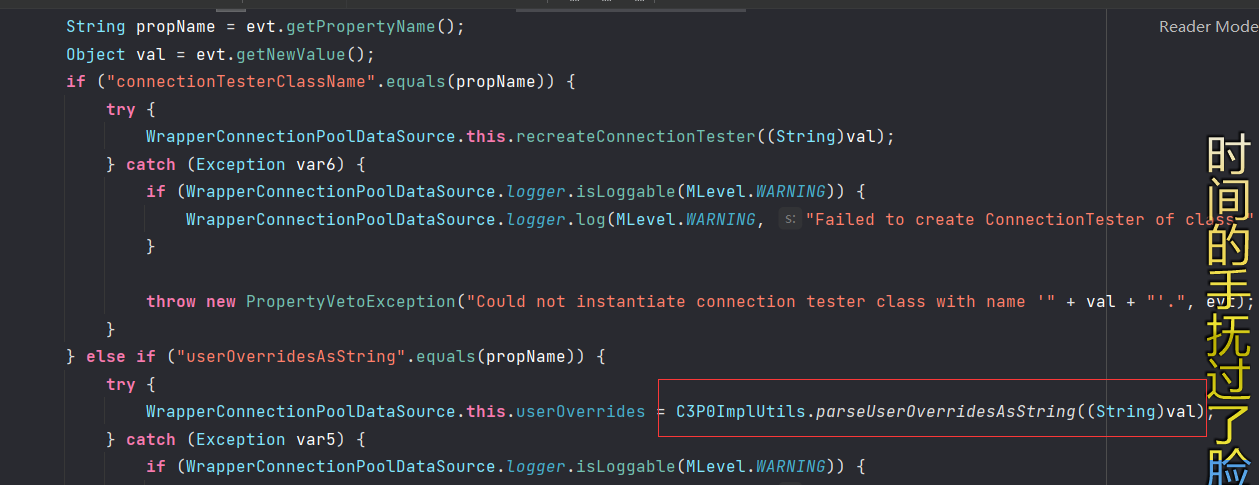 String propName = evt.getPropertyName();
Reader Mode
Object val = evt.getNewValue();
if ("connectionTesterClassName".equals(propName)) {
try {
WrapperConnectionPoolDataSource.this.recreateConnectionTester((String)val);
} catch (Exception var6) {
if (WrapperConnectionPoolDataSource.logger.isLoggable(MLevel.WARNING)) {
WrapperConnectionPoolDataSource.logger.log(MLevel.WARNING, s: "Failed to create ConnectionTester of class "
}
throw new PropertyVetoException("Could not instantiate connection tester class with name '" + val + "'.", evt);
}
} else if ("userOverridesAsString".equals(propName)) {
try {
WrapperConnectionPoolDataSource.this.userOverrides = C3P0ImplUtils.parseUserOverridesAsString((String)val);
} catch (Exception var5) {
if (WrapperConnectionPoolDataSource.logger.isLoggable(MLevel.WARNING)) {
时间的手抚过了脸